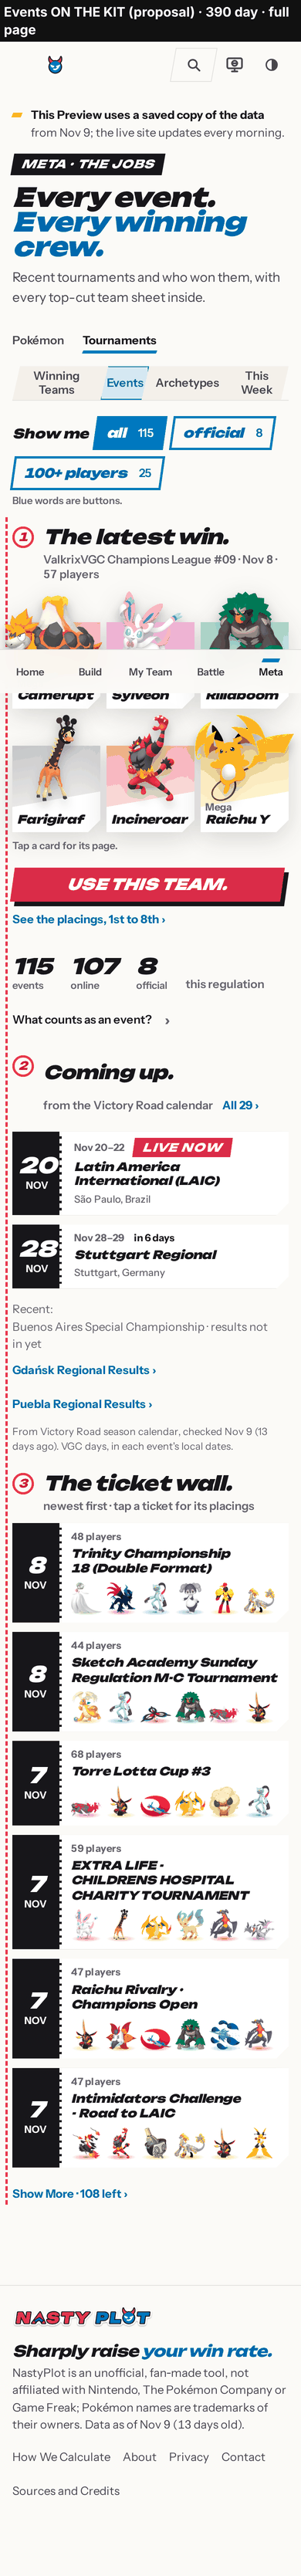 Events ON THE KIT (proposal) · 390 day · full
page
This Preview uses a saved copy of the data
from Nov 9; the live site updates every morning.
META · THE JOBS
Every event.
Every winning
crew.
Recent tournaments and who won them, with
every top-cut team sheet inside.
Pokémon Tournaments
Winning Teams Events Archetypes This Week
Show me all 115 official 8
100+ players 25
Blue words are buttons.
1 The latest win.
ValkrixVGC Champions League #09 · Nov 8 ·
57 players
Home Build My Team Battle Meta
Camerupt Sylveon Rillaboom
Farigiraf Incineroar Mega Raichu Y
Tap a card for its page.
USE THIS TEAM.
See the placings, 1st to 8th ›
115 107 8
events online official this regulation
What counts as an event? ›
2 Coming up.
from the Victory Road calendar All 29 ›
20 NOV
Nov 20–22 LIVE NOW
Latin America
International (LAIC)
São Paulo, Brazil
28 NOV
Nov 28–29 in 6 days
Stuttgart Regional
Stuttgart, Germany
Recent:
Buenos Aires Special Championship · results not
in yet
Gdańsk Regional Results ›
Puebla Regional Results ›
From Victory Road season calendar, checked Nov 9 (13
days ago). VGC days, in each event's local dates.
3 The ticket wall.
newest first · tap a ticket for its placings
8 NOV
48 players
Trinity Championship
18 (Double Format)
8 NOV
44 players
Sketch Academy Sunday
Regulation M-C Tournament
7 NOV
68 players
Torre Lotta Cup #3
7 NOV
59 players
EXTRA LIFE -
CHILDRENS HOSPITAL
CHARITY TOURNAMENT
7 NOV
47 players
Raichu Rivalry ·
Champions Open
7 NOV
47 players
Intimidators Challenge
- Road to LAIC
Show More · 108 left ›
NASTY PLOT
Sharply raise your win rate.
NastyPlot is an unofficial, fan-made tool, not
affiliated with Nintendo, The Pokémon Company or
Game Freak; Pokémon names are trademarks of
their owners. Data as of Nov 9 (13 days old).
How We Calculate About Privacy Contact
Sources and Credits